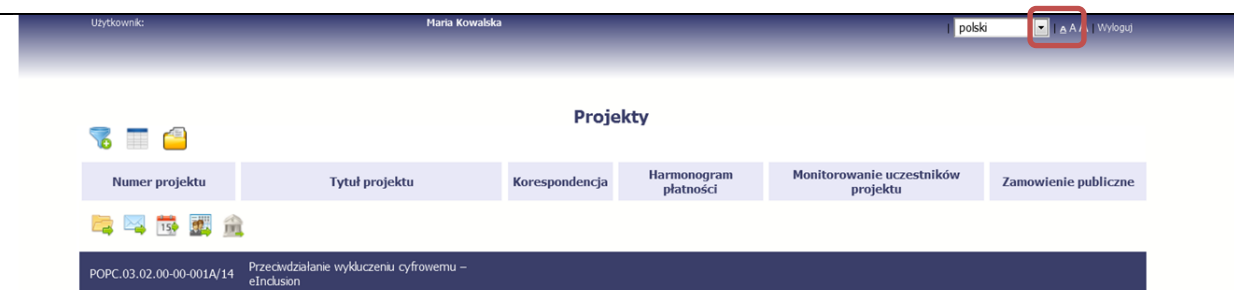 Użytkownik: Maria Kowalska | polski | A A A | Wyloguj
Projekty
Numer projektu Tytuł projektu Korespondencja Harmonogram płatności Monitorowanie uczestników projektu Zamowienie publiczne
15
POPC.03.02.00-00-001A/14 Przeciwdziałanie wykluczeniu cyfrowemu –
eInclusion